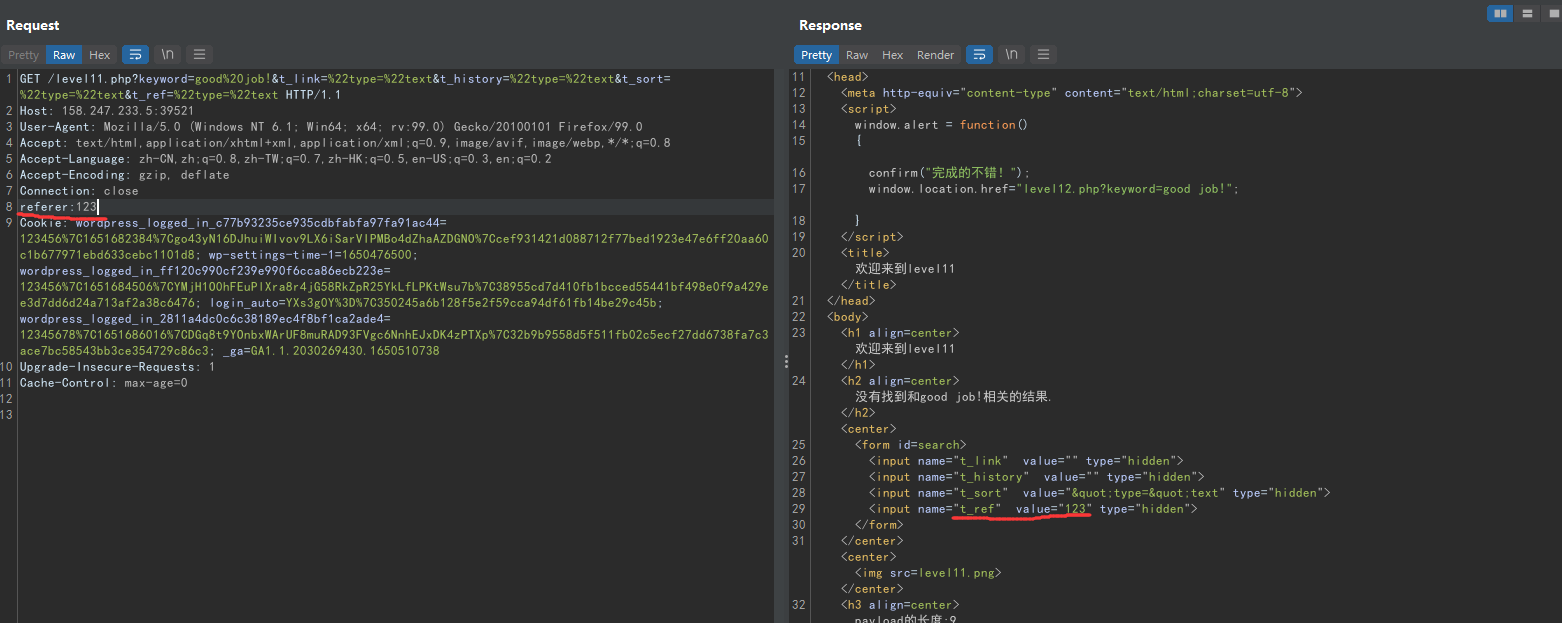 Request
Pretty Raw Hex \n
1 GET /level11.php?keyword=good%20job!&t_link=%22type=%22text&t_history=%22type=%22text&t_sort=
%22type=%22text&t_ref=%22type=%22text HTTP/1.1
2 Host: 158.247.233.5:39521
3 User-Agent: Mozilla/5.0 (Windows NT 6.1; Win64; x64; rv:99.0) Gecko/20100101 Firefox/99.0
4 Accept: text/html,application/xhtml+xml,application/xml;q=0.9,image/avif,image/webp,*/*;q=0.8
5 Accept-Language: zh-CN,zh;q=0.8,zh-TW;q=0.7,zh-HK;q=0.5,en-US;q=0.3,en;q=0.2
6 Accept-Encoding: gzip, deflate
7 Connection: close
8 referer:123
9 Cookie: wordpress_logged_in_c77b93235ce935cdbfabfa97fa91ac44=
123456%7C1651682384%7Cgo43yN16DJhuiWIvov9LX6iSarVIPMBo4dZhaAZDGN0%7Ccef931421d088712f77bed1923e47e6ff20aa60
c1b677971ebd633cebc1101d8; wp-settings-time-1=1650476500;
wordpress_logged_in_ff120c990cf239e990f6cca86ecb223e=
123456%7C1651684506%7CYMjH100hFEuPlXra8r4jG58RkZpR25YkLfLPKtWsu7b%7C38955cd7d410fb1bcced55441bf498e0f9a429ee
e3d7dd6d24a713af2a38c6476; login_auto=YXs3g0Y%3D%7C350245a6b128f5e2f59cca94df61fb14be29c45b;
wordpress_logged_in_2811a4dc0c6c38189ec4f8bf1ca2ade4=
12345678%7C1651686016%7CDGq8t9Y0nbxWArUF8muRAD93FVgc6NnhEJxDK4zPTXp%7C32b9b9558d5f511fb02c5ecf27dd6738fa7c3
ace7bc58543bb3ce354729c86c3; _ga=GA1.1.2030269430.1650510738
10 Upgrade-Insecure-Requests: 1
11 Cache-Control: max-age=0
12
13
Response
Pretty Raw Hex Render \n
11 <head>
12 <meta http-equiv="content-type" content="text/html;charset=utf-8">
13 <script>
14 window.alert = function()
15 {
16 confirm("完成的不错！");
17 window.location.href="level12.php?keyword=good job!";
18 }
19 </script>
20 <title>
欢迎来到level11
</title>
21 </head>
22 <body>
23 <h1 align=center>
欢迎来到level11
</h1>
24 <h2 align=center>
没有找到和good job!相关的结果.
</h2>
<center>
25 <form id=search>
26 <input name="t_link" value="" type="hidden">
27 <input name="t_history" value="" type="hidden">
28 <input name="t_sort" value="&quot;type=&quot;text" type="hidden">
29 <input name="t_ref" value="123" type="hidden">
30 </form>
31 </center>
<center>
<img src=level11.png>
</center>
32 <h3 align=center>
payload的长度:9